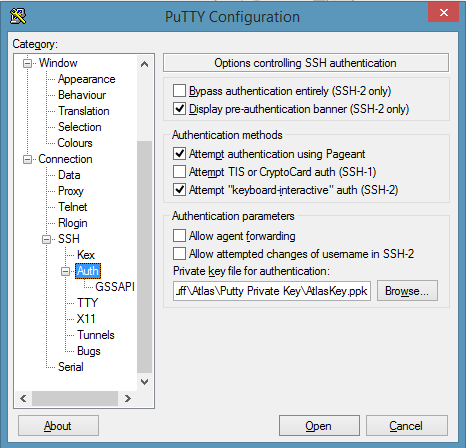 PuTTY Configuration
Category:
Window
Appearance
Behaviour
Translation
Selection
Colours
Connection
Data
Proxy
Telnet
Rlogin
SSH
Kex
Auth
GSSAPI
TTY
X11
Tunnels
Bugs
Serial
Options controlling SSH authentication
Bypass authentication entirely (SSH-2 only)
Display pre-authentication banner (SSH-2 only)
Authentication methods
Attempt authentication using Pageant
Attempt TIS or CryptoCard auth (SSH-1)
Attempt "keyboard-interactive" auth (SSH-2)
Authentication parameters
Allow agent forwarding
Allow attempted changes of username in SSH-2
Private key file for authentication:
uff\Atlas\Putty Private Key\AtlasKey.ppk
Browse...
About
Open
Cancel